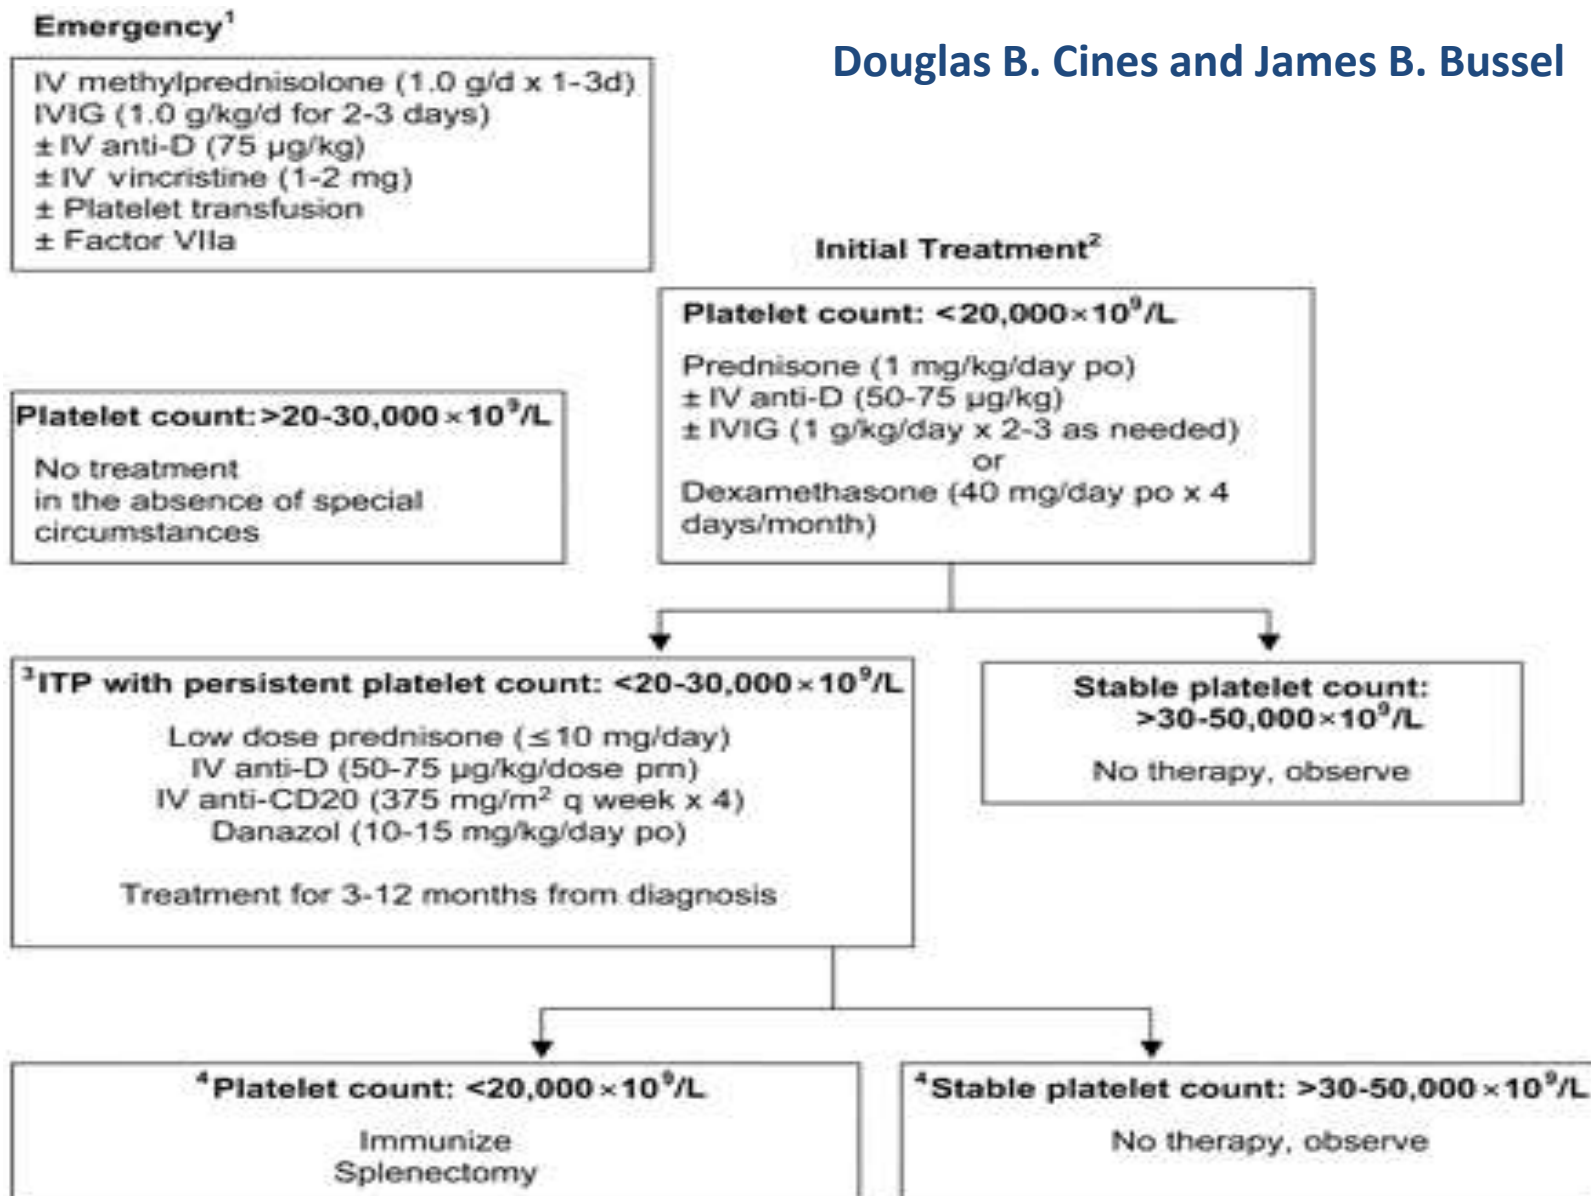 Emergency¹
Douglas B. Cines and James B. Bussel
IV methylprednisolone (1.0 g/d x 1-3d)
IVIG (1.0 g/kg/d for 2-3 days)
± IV anti-D (75 µg/kg)
± IV vincristine (1-2 mg)
± Platelet transfusion
± Factor VIIa
Initial Treatment²
Platelet count: <20,000×10⁹/L
Prednisone (1 mg/kg/day po)
± IV anti-D (50-75 µg/kg)
± IVIG (1 g/kg/day x 2-3 as needed)
or
Dexamethasone (40 mg/day po x 4
days/month)
Platelet count: >20-30,000×10⁹/L
No treatment
in the absence of special
circumstances
³ITP with persistent platelet count: <20-30,000×10⁹/L
Low dose prednisone (≤10 mg/day)
IV anti-D (50-75 µg/kg/dose prn)
IV anti-CD20 (375 mg/m² q week x 4)
Danazol (10-15 mg/kg/day po)
Treatment for 3-12 months from diagnosis
Stable platelet count:
>30-50,000×10⁹/L
No therapy, observe
⁴Platelet count: <20,000×10⁹/L
Immunize
Splenectomy
⁴Stable platelet count: >30-50,000×10⁹/L
No therapy, observe